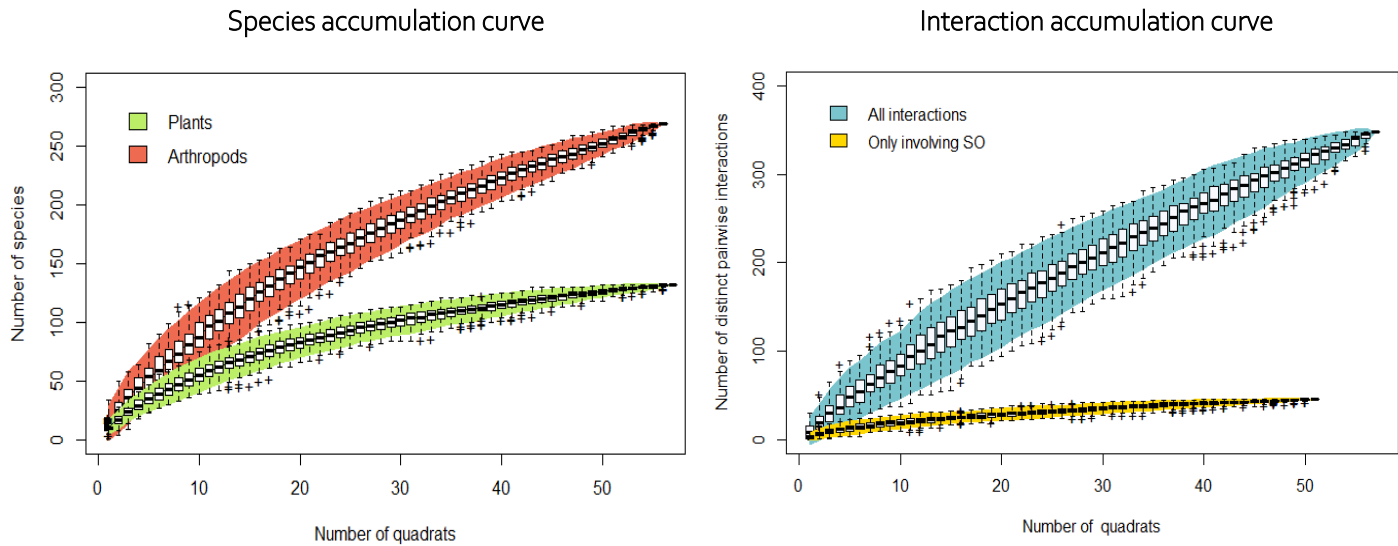 Species accumulation curve
Number of species
300
250
200
150
100
50
0
Plants
Arthropods
0 10 20 30 40 50
Number of quadrats
Interaction accumulation curve
Number of distinct pairwise interactions
400
300
200
100
0
All interactions
Only involving SO
0 10 20 30 40 50
Number of quadrats